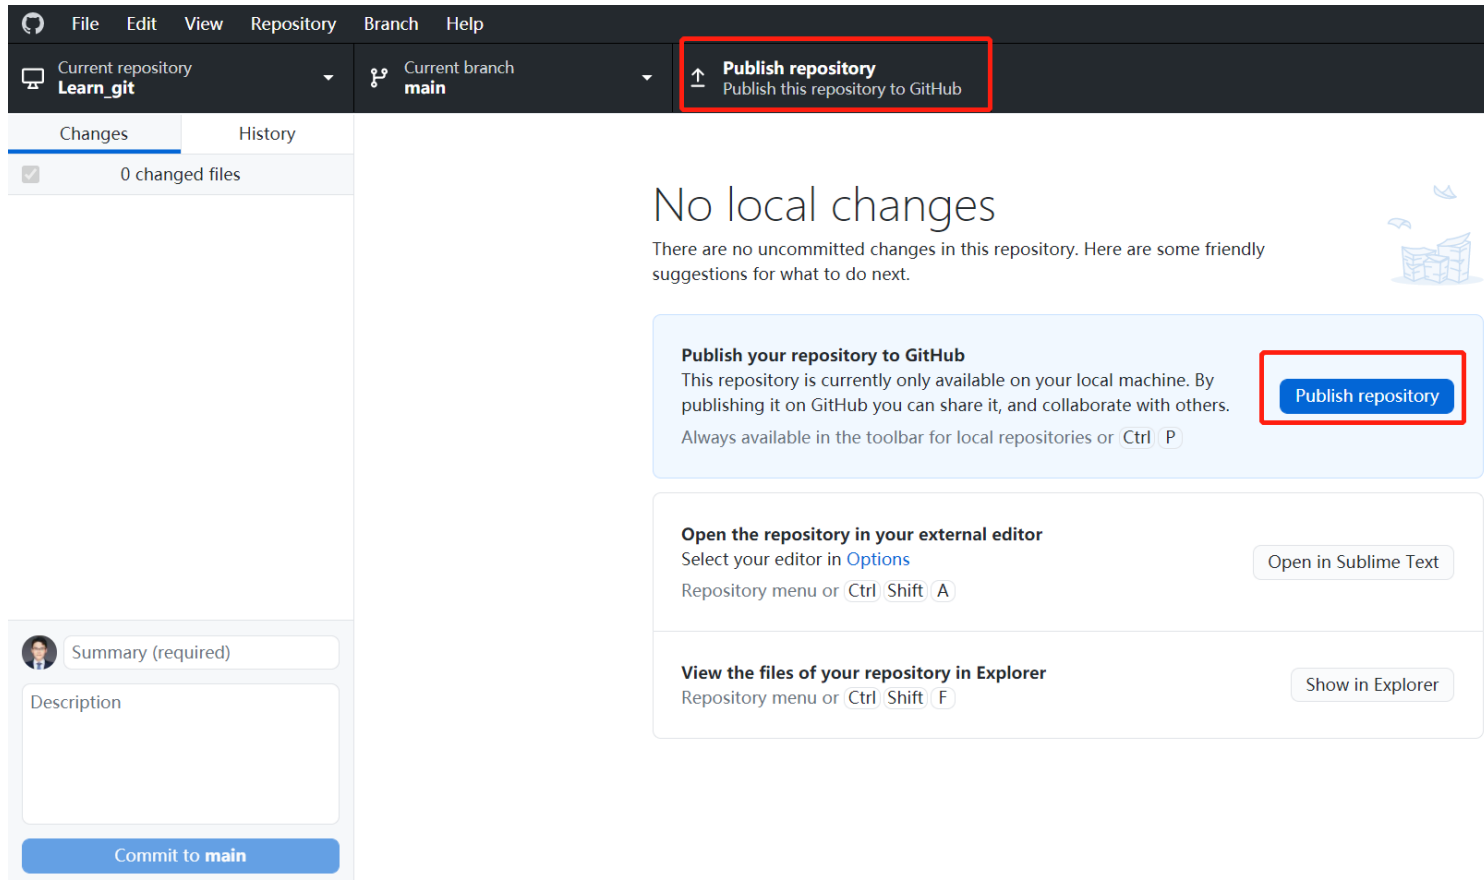 File Edit View Repository Branch Help
Current repository
Learn_git
Current branch
main
Publish repository
Publish this repository to GitHub
Changes History
0 changed files
No local changes
There are no uncommitted changes in this repository. Here are some friendly
suggestions for what to do next.
Publish your repository to GitHub
This repository is currently only available on your local machine. By
publishing it on GitHub you can share it, and collaborate with others.
Always available in the toolbar for local repositories or Ctrl P
Publish repository
Open the repository in your external editor
Select your editor in Options
Repository menu or Ctrl Shift A
Open in Sublime Text
View the files of your repository in Explorer
Repository menu or Ctrl Shift F
Show in Explorer
Summary (required)
Description
Commit to main